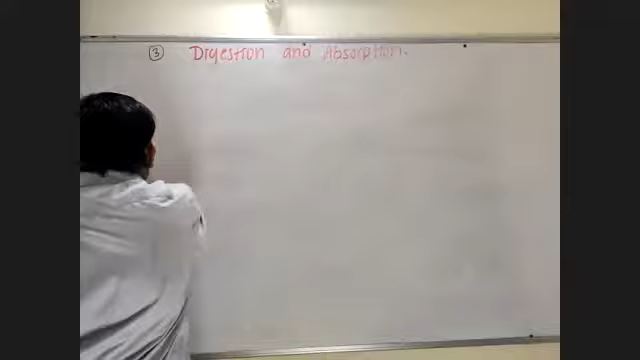 ③ Digestion and Absorption.